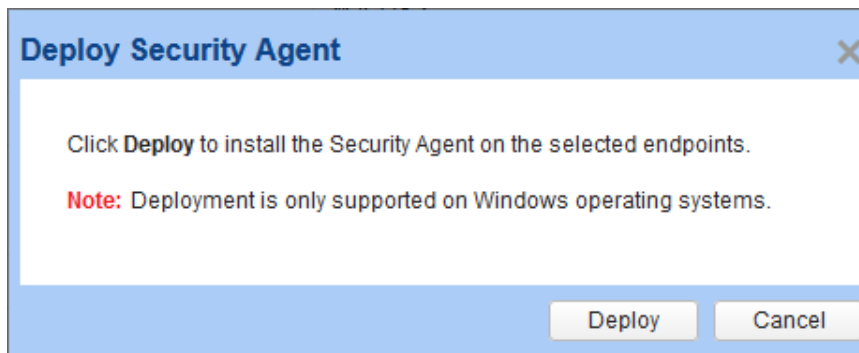 Deploy Security Agent
Click Deploy to install the Security Agent on the selected endpoints.
Note: Deployment is only supported on Windows operating systems.
Deploy Cancel